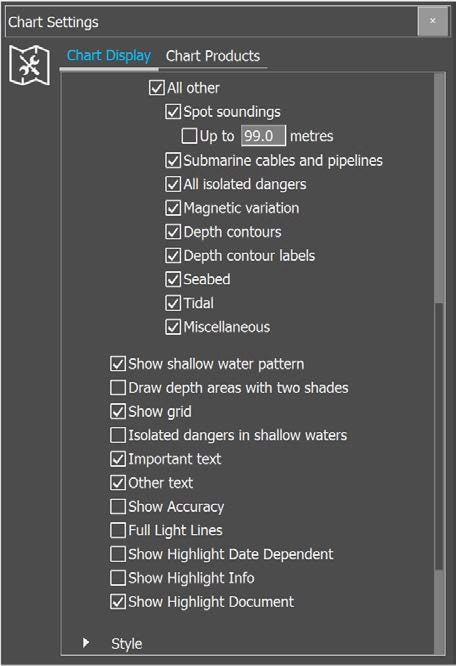 Chart Settings
×
Chart Display Chart Products
All other
Spot soundings
Up to 99.0 metres
Submarine cables and pipelines
All isolated dangers
Magnetic variation
Depth contours
Depth contour labels
Seabed
Tidal
Miscellaneous
Show shallow water pattern
Draw depth areas with two shades
Show grid
Isolated dangers in shallow waters
Important text
Other text
Show Accuracy
Full Light Lines
Show Highlight Date Dependent
Show Highlight Info
Show Highlight Document
Style